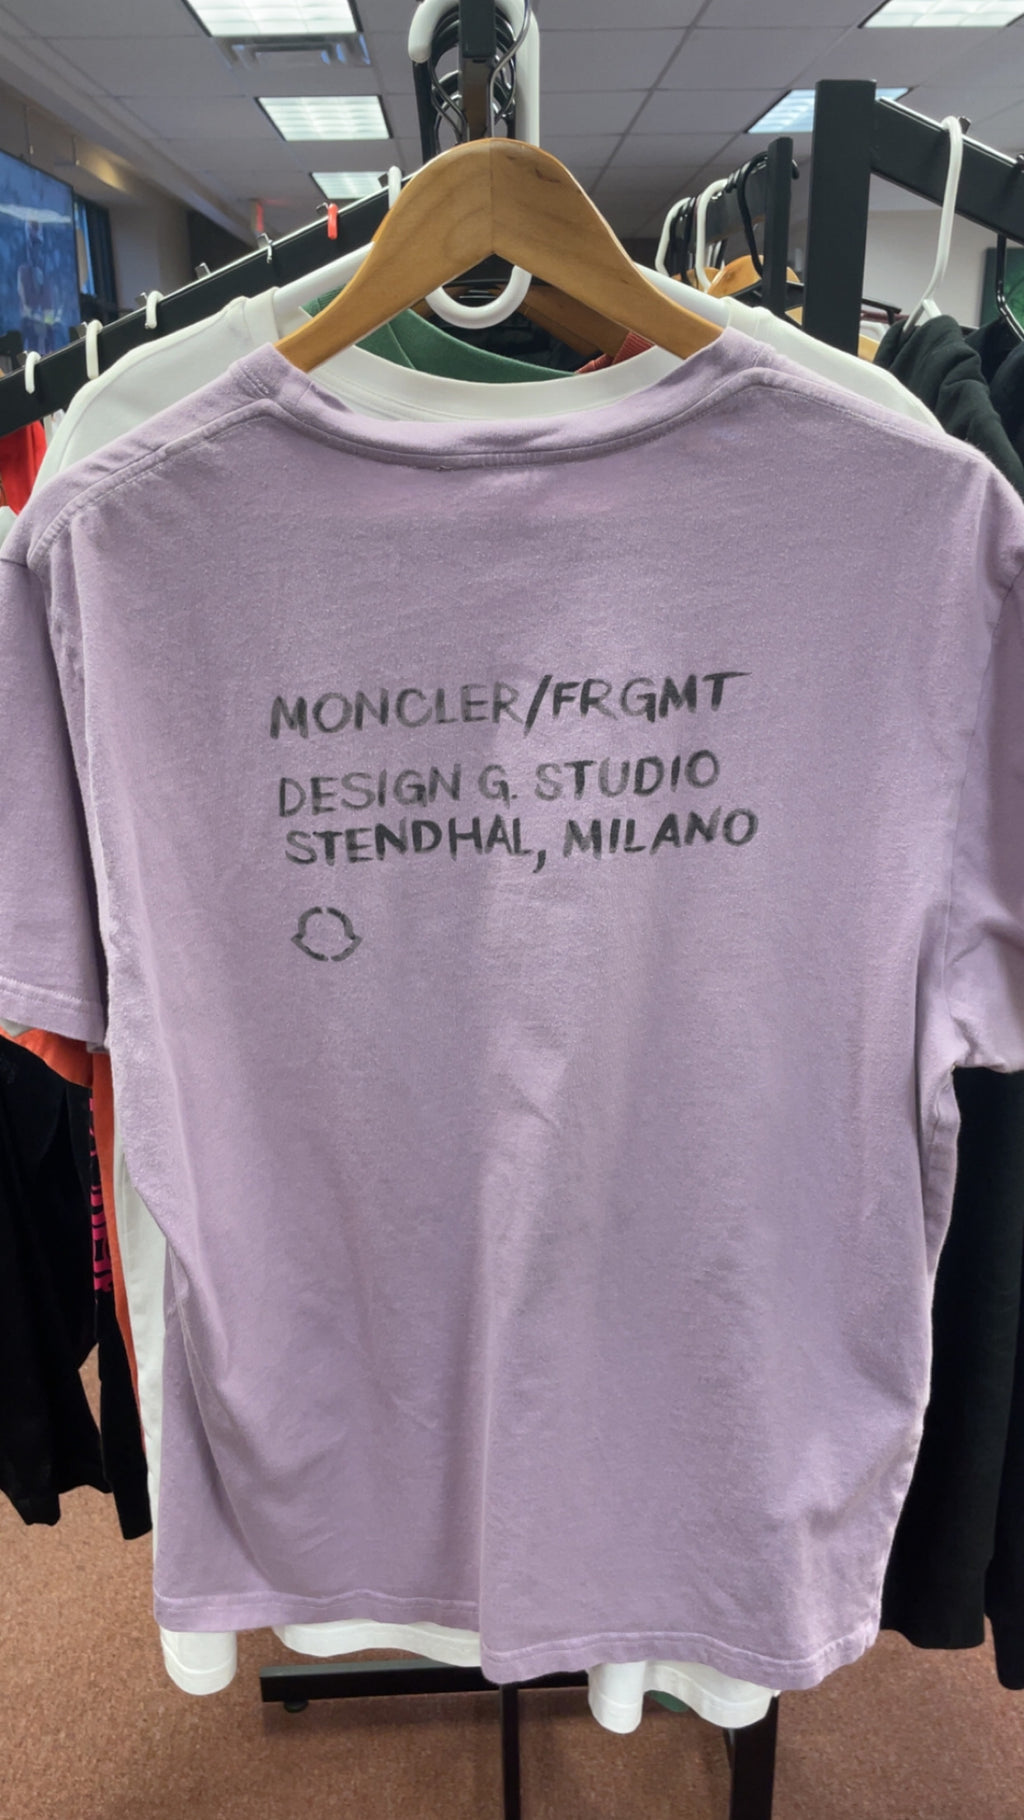 MONCLER/FRGMT
DESIGN G. STUDIO
STENDHAL, MILANO